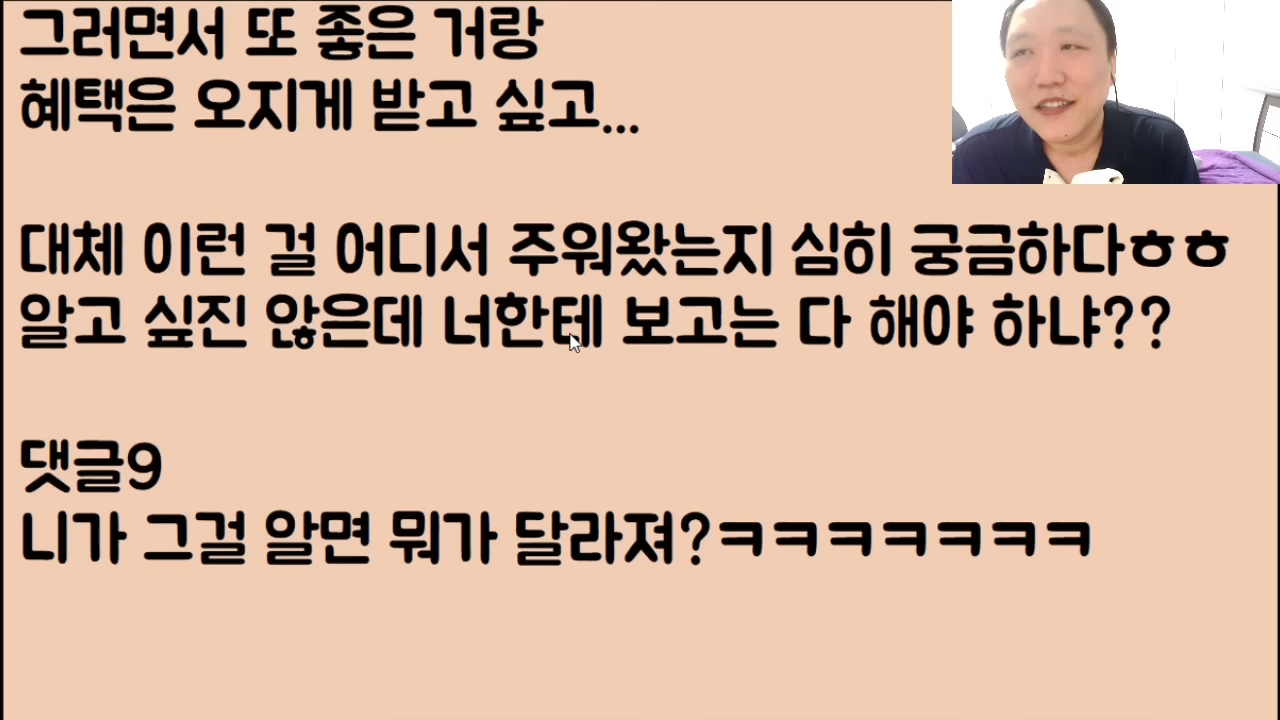 그러면서 또 좋은 거랑
혜택은 오지게 받고 싶고...
대체 이런 걸 어디서 주워왔는지 심히 궁금하다ㅎㅎ
알고 싶진 않은데 너한테 보고는 다 해야 하냐??
댓글9
니가 그걸 알면 뭐가 달라져?ㅋㅋㅋㅋㅋㅋㅋ